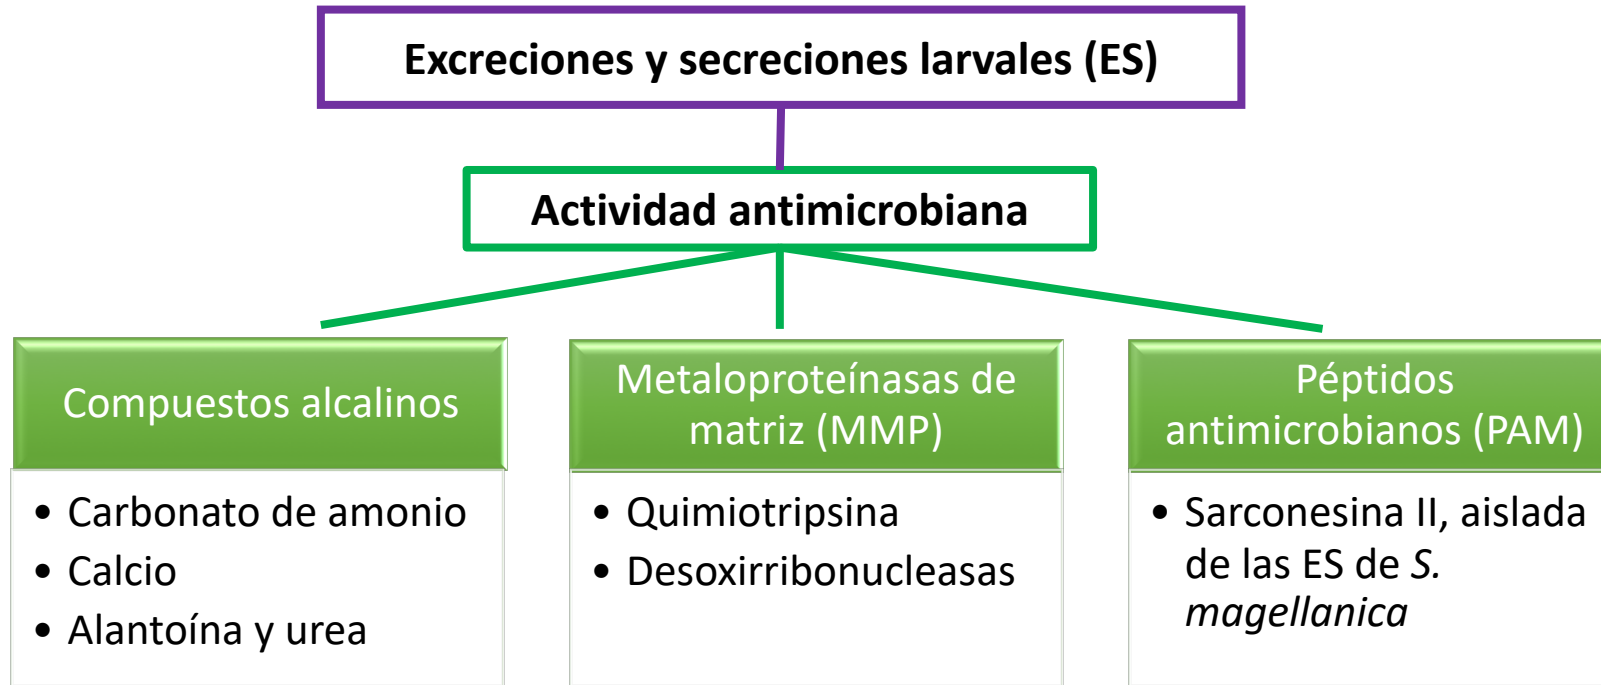 Excreciones y secreciones larvales (ES)
Actividad antimicrobiana
Compuestos alcalinos
• Carbonato de amonio
• Calcio
• Alantoína y urea
Metaloproteínasas de
matriz (MMP)
• Quimiotripsina
• Desoxirribonucleasas
Péptidos
antimicrobianos (PAM)
• Sarconesina II, aislada
de las ES de S.
magellanica